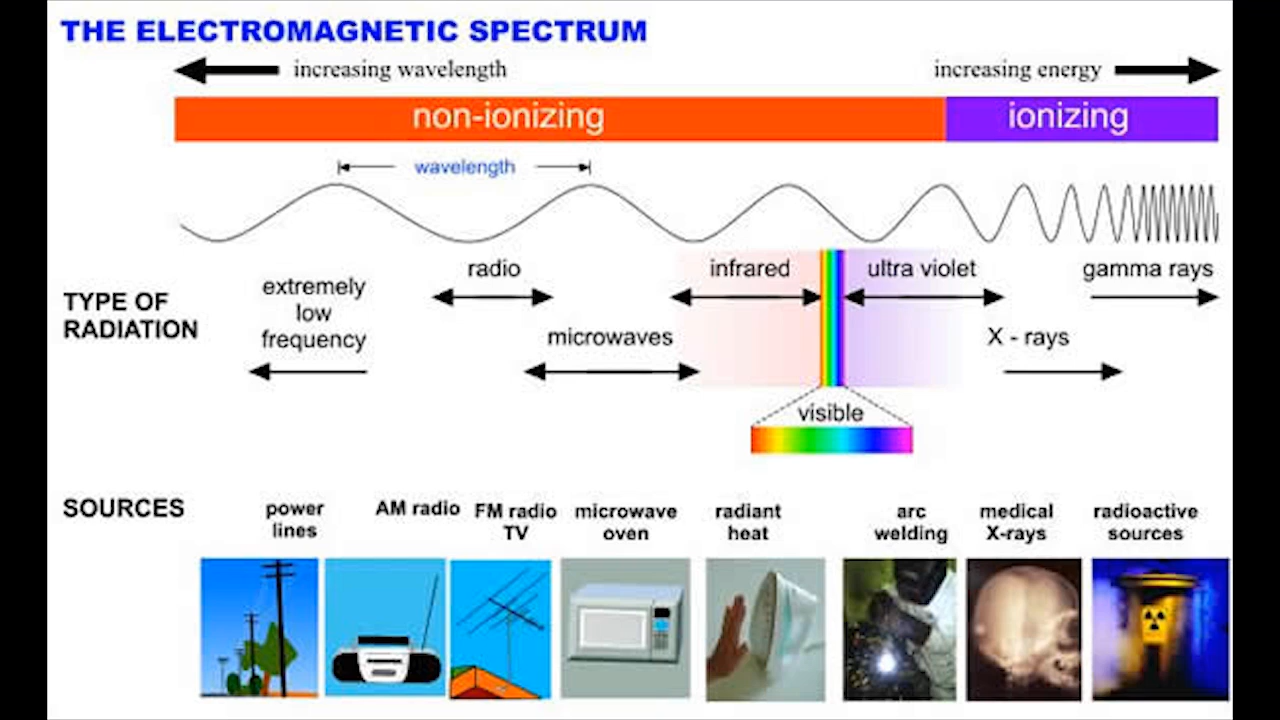 THE ELECTROMAGNETIC SPECTRUM
increasing wavelength
increasing energy
non-ionizing
ionizing
wavelength
TYPE OF
RADIATION
extremely
low
frequency
radio
microwaves
infrared
ultra violet
X - rays
gamma rays
visible
SOURCES
power
lines
AM radio
FM radio
TV
microwave
oven
radiant
heat
arc
welding
medical
X-rays
radioactive
sources